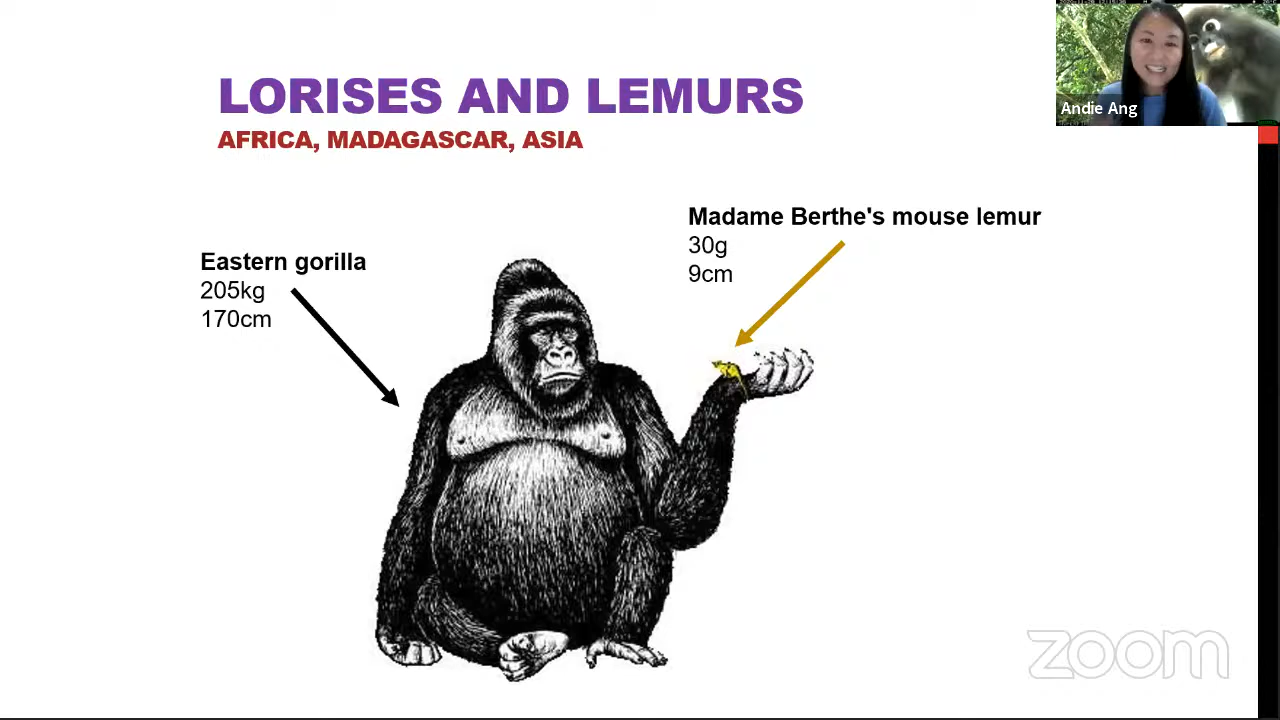 LORISES AND LEMURS
AFRICA, MADAGASCAR, ASIA
Andie Ang
Madame Berthe's mouse lemur
30g
9cm
Eastern gorilla
205kg
170cm
zoom